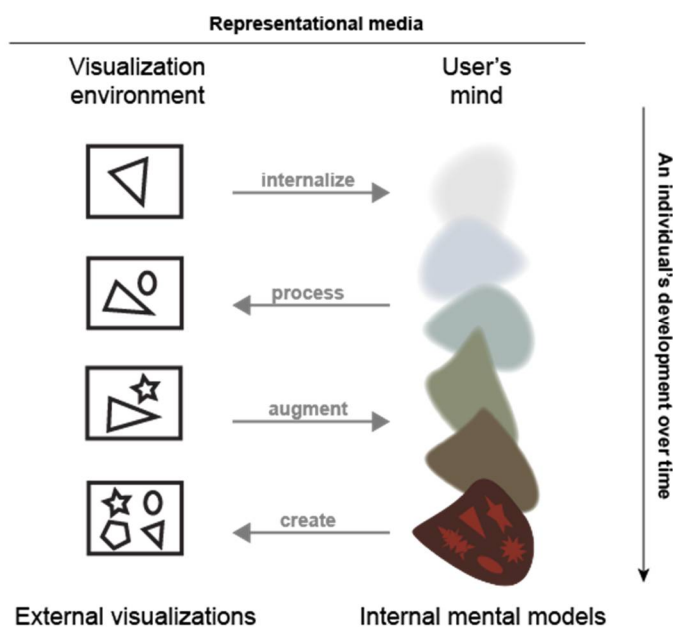 Representational media
Visualization
environment
User's
mind
internalize
process
augment
create
An individual's development over time
External visualizations
Internal mental models